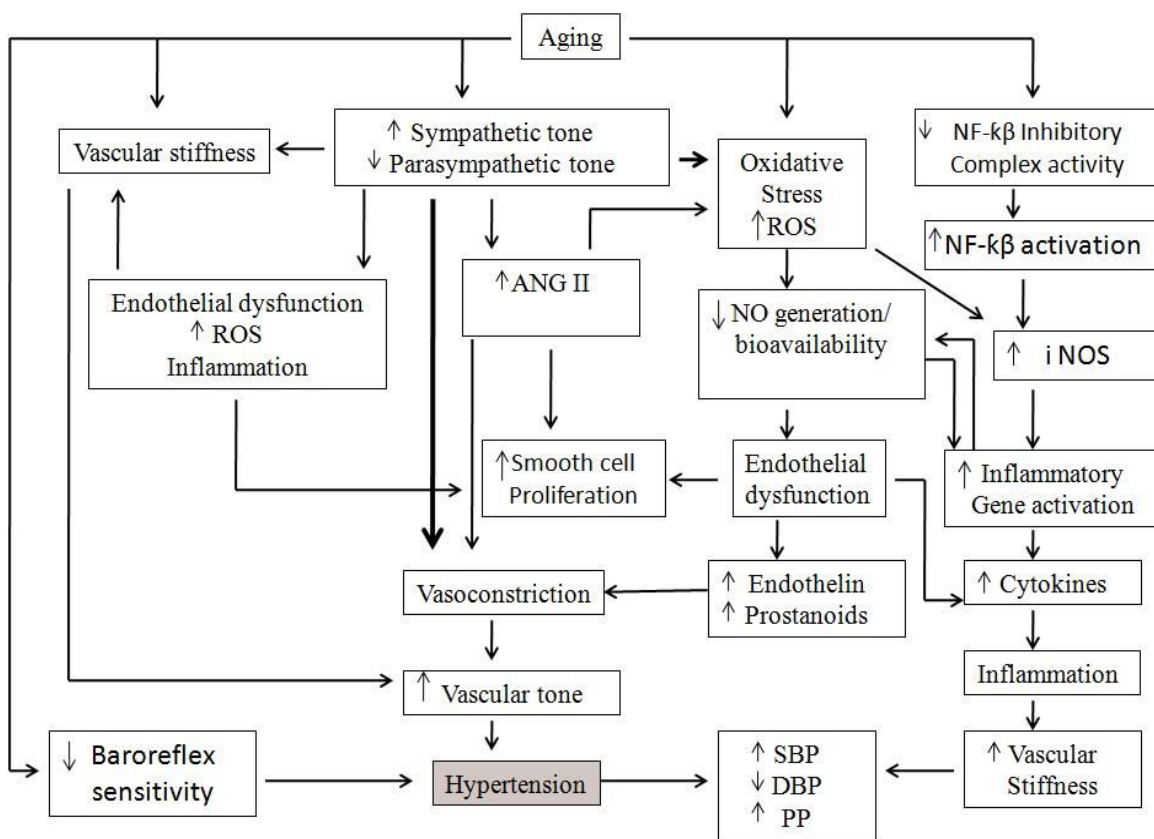 Aging
Vascular stiffness
↑ Sympathetic tone
↓ Parasympathetic tone
Oxidative
Stress
↑ROS
↓ NF-ƙβ Inhibitory
Complex activity
↑NF-ƙβ activation
Endothelial dysfunction
↑ ROS
Inflammation
↑ANG II
↓NO generation/
bioavailability
↑ i NOS
↑Smooth cell
Proliferation
Endothelial
dysfunction
↑ Inflammatory
Gene activation
Vasoconstriction
↑ Endothelin
↑ Prostanoids
↑ Cytokines
↑ Vascular tone
Inflammation
↓ Baroreflex
sensitivity
Hypertension
↑ SBP
↓ DBP
↑ PP
↑ Vascular
Stiffness